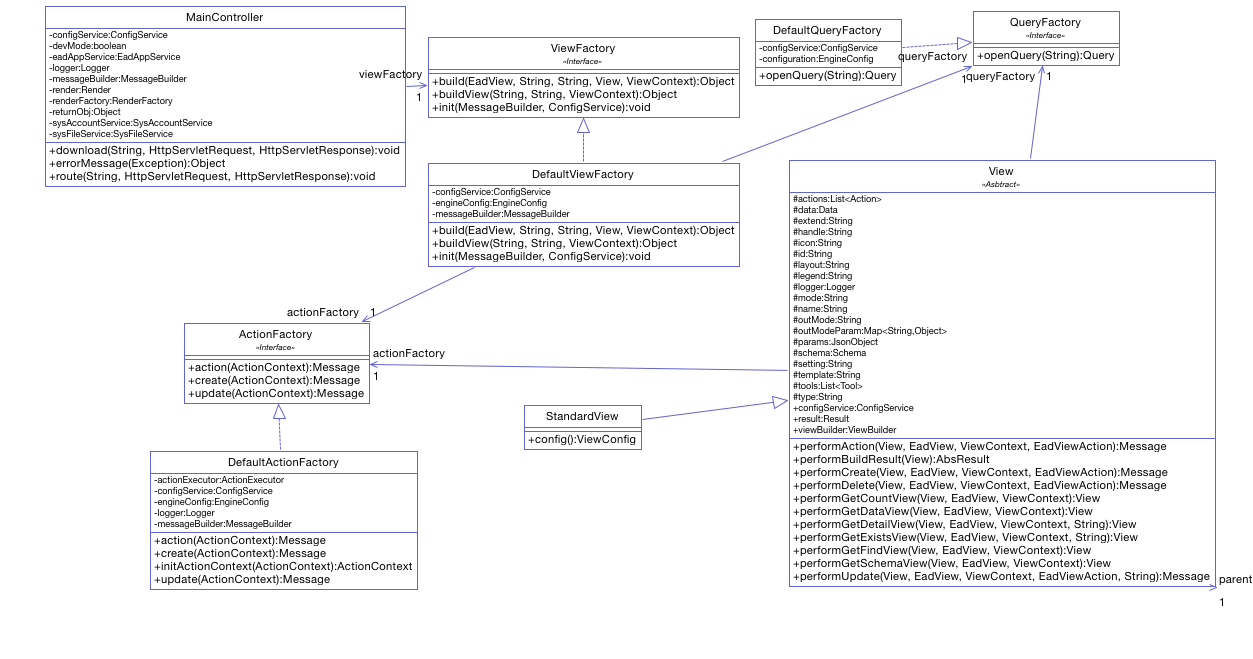 MainController
-configService:ConfigService
-devMode:boolean
-eadAppService:EadAppService
-logger:Logger
-messageBuilder:MessageBuilder
-render:Render
-renderFactory:RenderFactory
-returnObj:Object
-sysAccountService:SysAccountService
-sysFileService:SysFileService
+download(String, HttpServletRequest, HttpServletResponse):void
+errorMessage(Exception):Object
+route(String, HttpServletRequest, HttpServletResponse):void
viewFactory
1
ViewFactory
«Interface»
+build(EadView, String, String, View, ViewContext):Object
+buildView(String, String, ViewContext):Object
+init(MessageBuilder, ConfigService):void
DefaultQueryFactory
-configService:ConfigService
-configuration:EngineConfig
+openQuery(String):Query
QueryFactory
«Interface»
+openQuery(String):Query
queryFactory
1
queryFactory
1
DefaultViewFactory
-configService:ConfigService
-engineConfig:EngineConfig
-messageBuilder:MessageBuilder
+build(EadView, String, String, View, ViewContext):Object
+buildView(String, String, ViewContext):Object
+init(MessageBuilder, ConfigService):void
View
«Asbtract»
#actions:List<Action>
#data:Data
#extend:String
#handle:String
#icon:String
#id:String
#layout:String
#legend:String
#logger:Logger
#mode:String
#name:String
#outMode:String
#outModeParam:Map<String,Object>
#params:JsonObject
#schema:Schema
#setting:String
#template:String
#tools:List<Tool>
#type:String
+configService:ConfigService
+result:Result
+viewBuilder:ViewBuilder
+performAction(View, EadView, ViewContext, EadViewAction):Message
+performBuildResult(View):AbsResult
+performCreate(View, EadView, ViewContext, EadViewAction):Message
+performDelete(View, EadView, ViewContext, EadViewAction):Message
+performGetCountView(View, EadView, ViewContext):View
+performGetDataView(View, EadView, ViewContext):View
+performGetDetailView(View, EadView, ViewContext, String):View
+performGetExistsView(View, EadView, ViewContext, String):View
+performGetFindView(View, EadView, ViewContext):View
+performGetSchemaView(View, EadView, ViewContext):View
+performUpdate(View, EadView, ViewContext, EadViewAction, String):Message
parent
1
actionFactory
1
ActionFactory
«Interface»
+action(ActionContext):Message
+create(ActionContext):Message
+update(ActionContext):Message
actionFactory
1
StandardView
+config():ViewConfig
DefaultActionFactory
-actionExecutor:ActionExecutor
-configService:ConfigService
-engineConfig:EngineConfig
-logger:Logger
-messageBuilder:MessageBuilder
+action(ActionContext):Message
+create(ActionContext):Message
+initActionContext(ActionContext):ActionContext
+update(ActionContext):Message